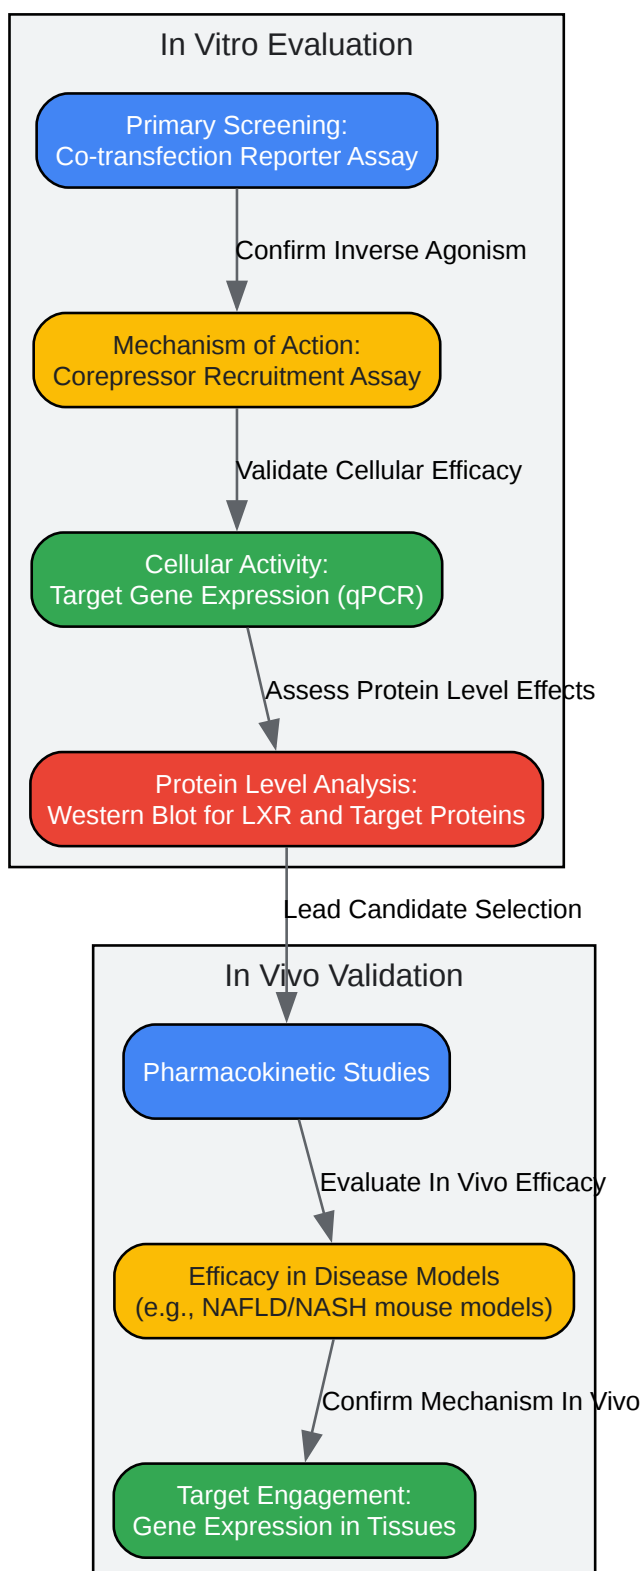 In Vitro Evaluation
Primary Screening:
Co-transfection Reporter Assay
Confirm Inverse Agonism
Mechanism of Action:
Corepressor Recruitment Assay
Validate Cellular Efficacy
Cellular Activity:
Target Gene Expression (qPCR)
Assess Protein Level Effects
Protein Level Analysis:
Western Blot for LXR and Target Proteins
Lead Candidate Selection
In Vivo Validation
Pharmacokinetic Studies
Evaluate In Vivo Efficacy
Efficacy in Disease Models
(e.g., NAFLD/NASH mouse models)
Confirm Mechanism In Vivo
Target Engagement:
Gene Expression in Tissues